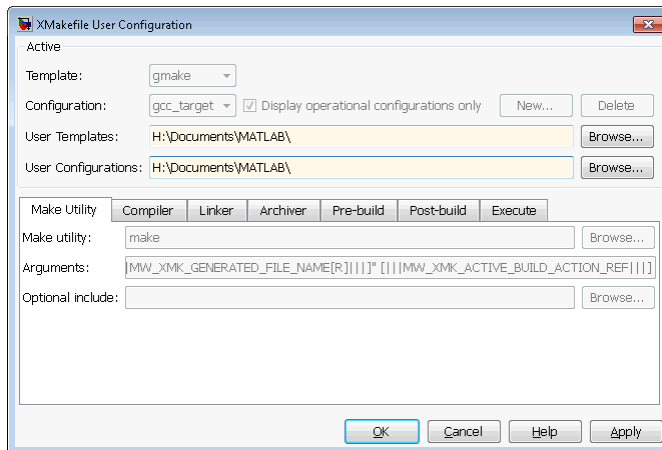 XMakefile User Configuration
Active
Template: gmake
Configuration: gcc_target Display operational configurations only New... Delete
User Templates: H:\Documents\MATLAB\ Browse...
User Configurations: H:\Documents\MATLAB\ Browse...
Make Utility Compiler Linker Archiver Pre-build Post-build Execute
Make utility: make Browse...
Arguments: |MW_XMK_GENERATED_FILE_NAME[R]|||]" [|||MW_XMK_ACTIVE_BUILD_ACTION_REF|||]
Optional include: Browse...
OK Cancel Help Apply